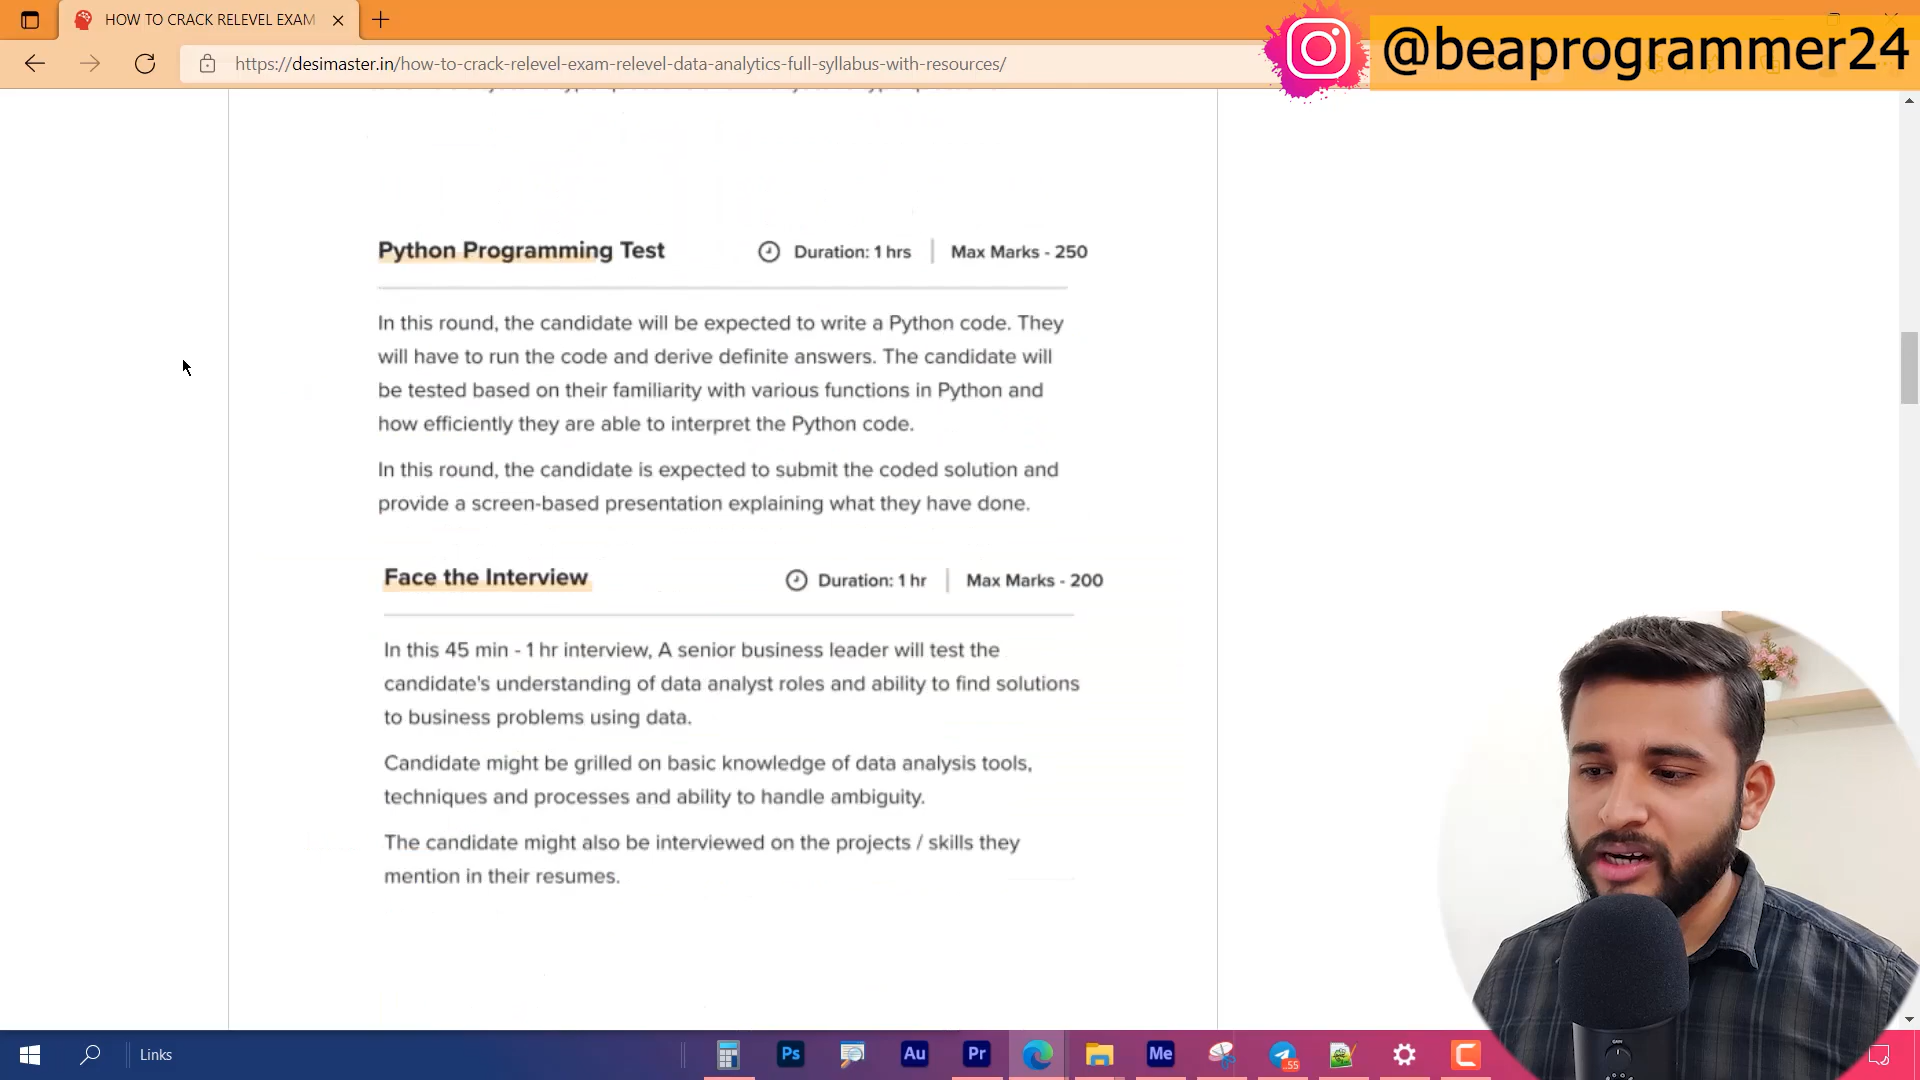 HOW TO CRACK RELEVEL EXAM
@beaprogrammer24
https://desimaster.in/how-to-crack-relevel-exam-relevel-data-analytics-full-syllabus-with-resources/
Python Programming Test
Duration: 1 hrs
Max Marks - 250
In this round, the candidate will be expected to write a Python code. They
will have to run the code and derive definite answers. The candidate will
be tested based on their familiarity with various functions in Python and
how efficiently they are able to interpret the Python code.
In this round, the candidate is expected to submit the coded solution and
provide a screen-based presentation explaining what they have done.
Face the Interview
Duration: 1 hr
Max Marks - 200
In this 45 min - 1 hr interview, A senior business leader will test the
candidate's understanding of data analyst roles and ability to find solutions
to business problems using data.
Candidate might be grilled on basic knowledge of data analysis tools,
techniques and processes and ability to handle ambiguity.
The candidate might also be interviewed on the projects / skills they
mention in their resumes.
Links
Ps
Au
Pr
Me
55